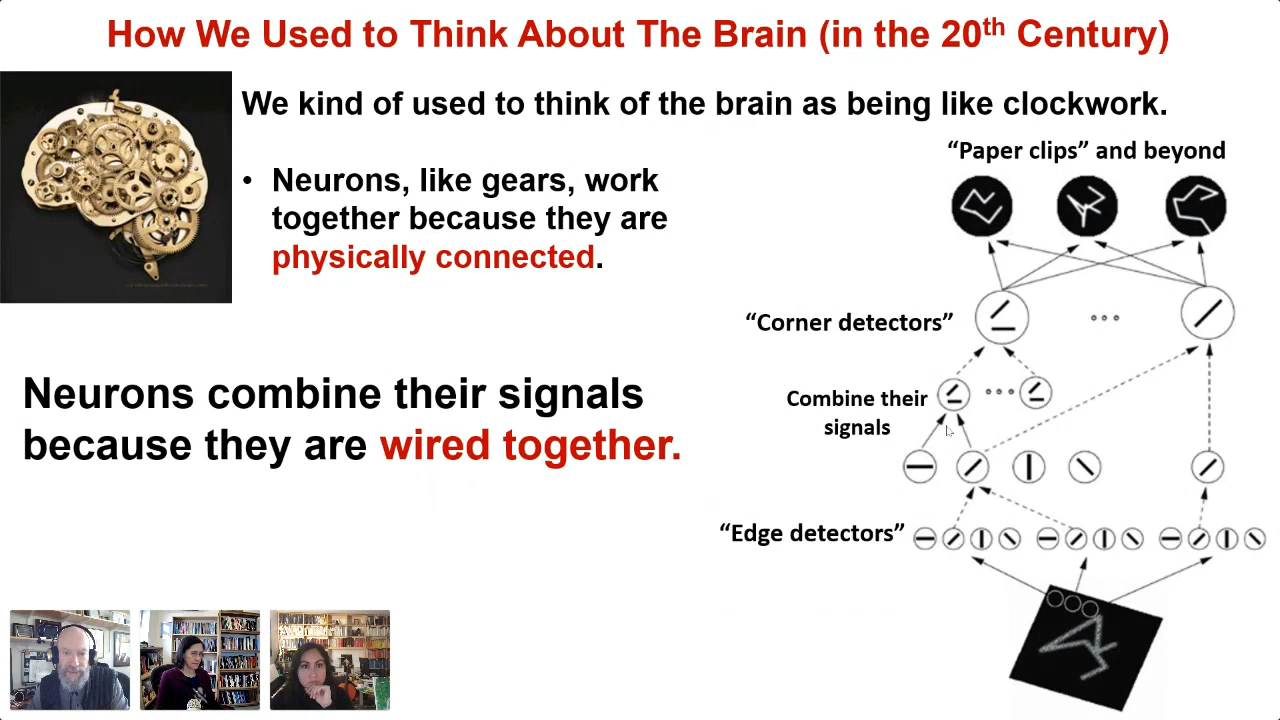 How We Used to Think About The Brain (in the 20th Century)
We kind of used to think of the brain as being like clockwork.
• Neurons, like gears, work
together because they are
physically connected.
Neurons combine their signals
because they are wired together.
“Paper clips” and beyond
“Corner detectors”
Combine their
signals
“Edge detectors”